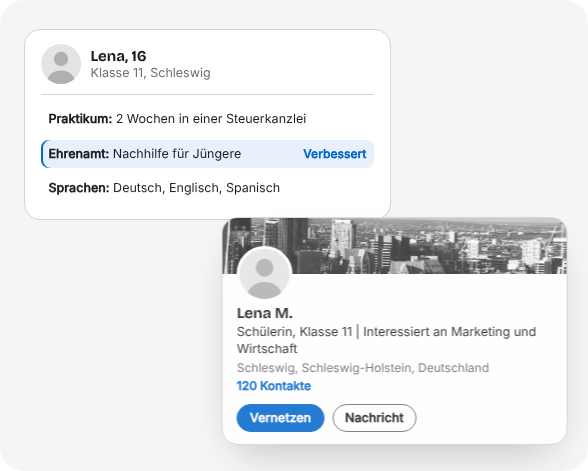 Lena, 16
Klasse 11, Schleswig
Praktikum: 2 Wochen in einer Steuerkanzlei
Ehrenamt: Nachhilfe für Jüngere Verbessert
Sprachen: Deutsch, Englisch, Spanisch
Lena M.
Schülerin, Klasse 11 | Interessiert an Marketing und
Wirtschaft
Schleswig, Schleswig-Holstein, Deutschland
120 Kontakte
Vernetzen Nachricht